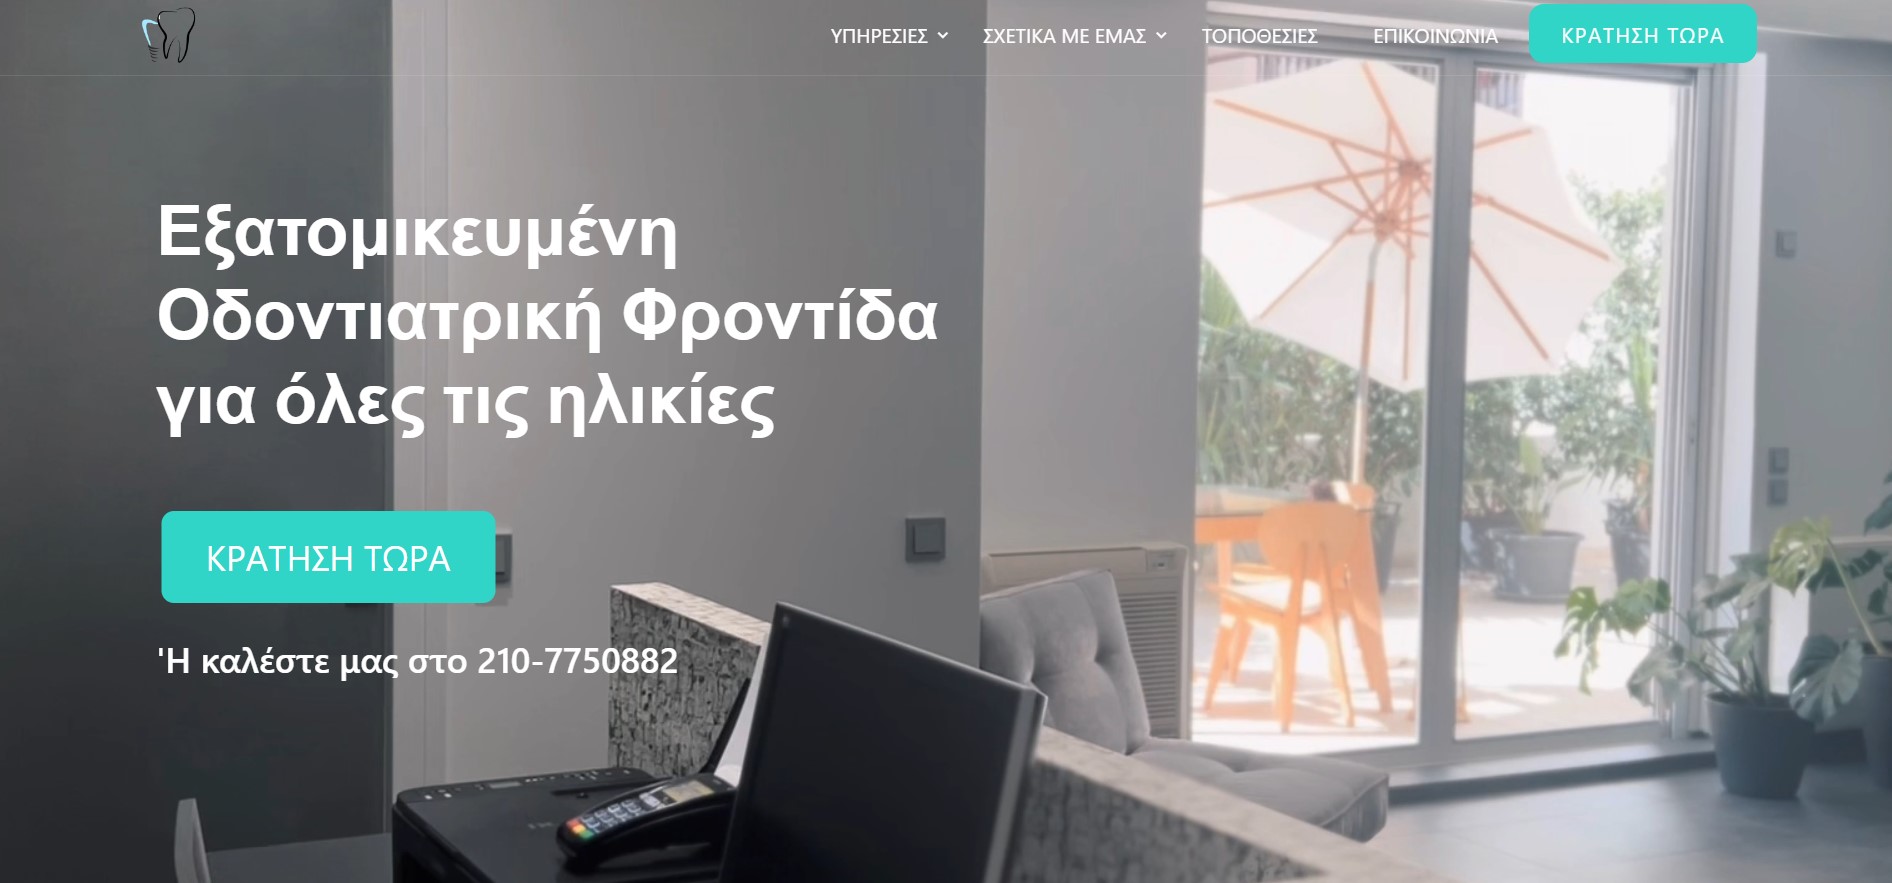 ΥΠΗΡΕΣΙΕΣ ΣΧΕΤΙΚΑ ΜΕ ΕΜΑΣ ΤΟΠΟΘΕΣΙΕΣ ΕΠΙΚΟΙΝΩΝΙΑ ΚΡΑΤΗΣΗ ΤΩΡΑ
Εξατομικευμένη
Οδοντιατρική Φροντίδα
για όλες τις ηλικίες
ΚΡΑΤΗΣΗ ΤΩΡΑ
'Η καλέστε μας στο 210-7750882